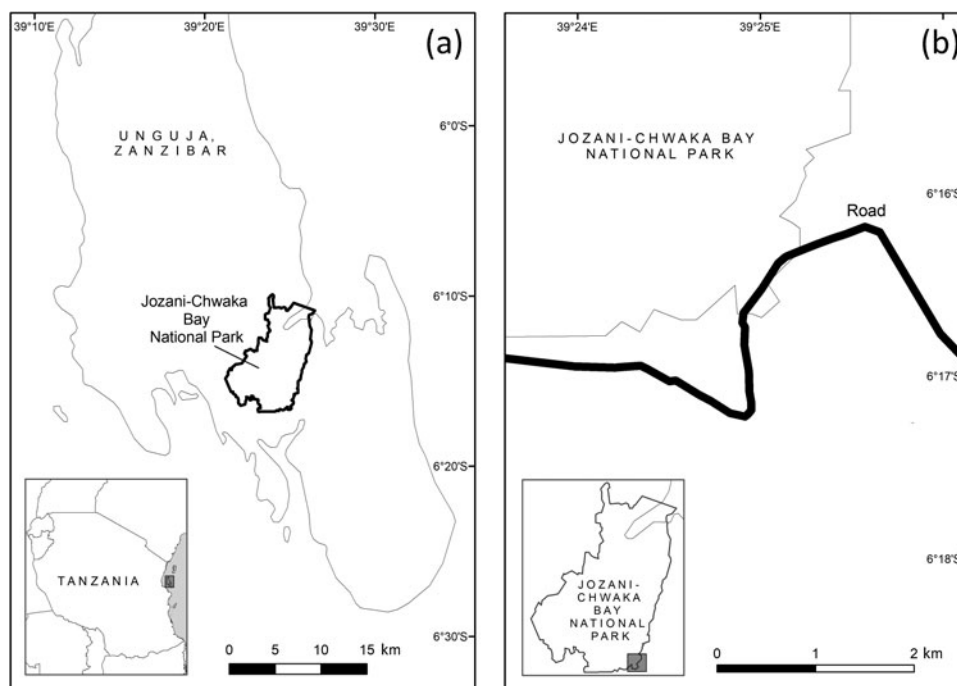 39°10'E
39°20'E
39°30'E
(a)
UNGUJA,
ZANZIBAR
6°0'S
6°10'S
Jozani-Chwaka
Bay
National Park
6°20'S
TANZANIA
6°30'S
0 5 10 15 km
39°24'E
39°25'E
(b)
JOZANI-CHWAKA BAY
NATIONAL PARK
6°16'S
Road
6°17'S
6°18'S
JOZANI-
CHWAKA
BAY
NATIONAL
PARK
0 1 2 km